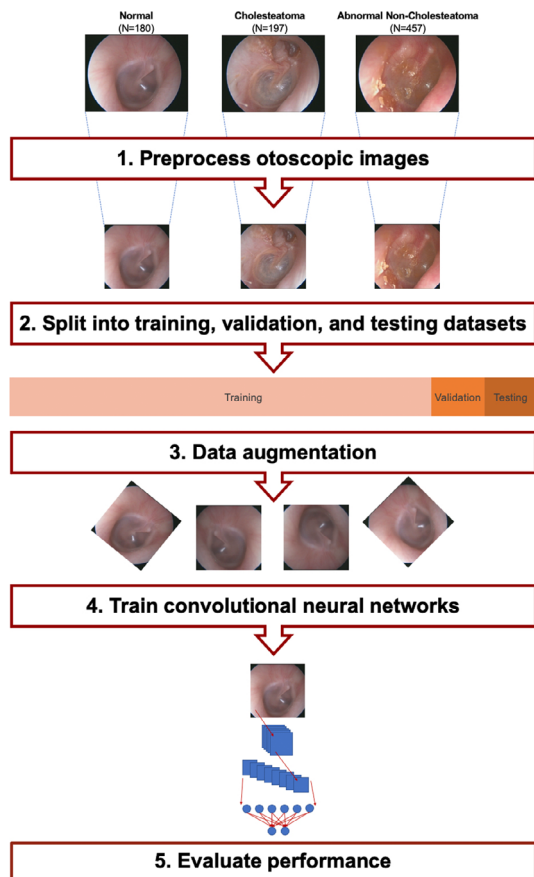 Normal
(N=180)
Cholesteatoma
(N=197)
Abnormal Non-Cholesteatoma
(N=457)
1. Preprocess otoscopic images
2. Split into training, validation, and testing datasets
Training
Validation
Testing
3. Data augmentation
4. Train convolutional neural networks
5. Evaluate performance